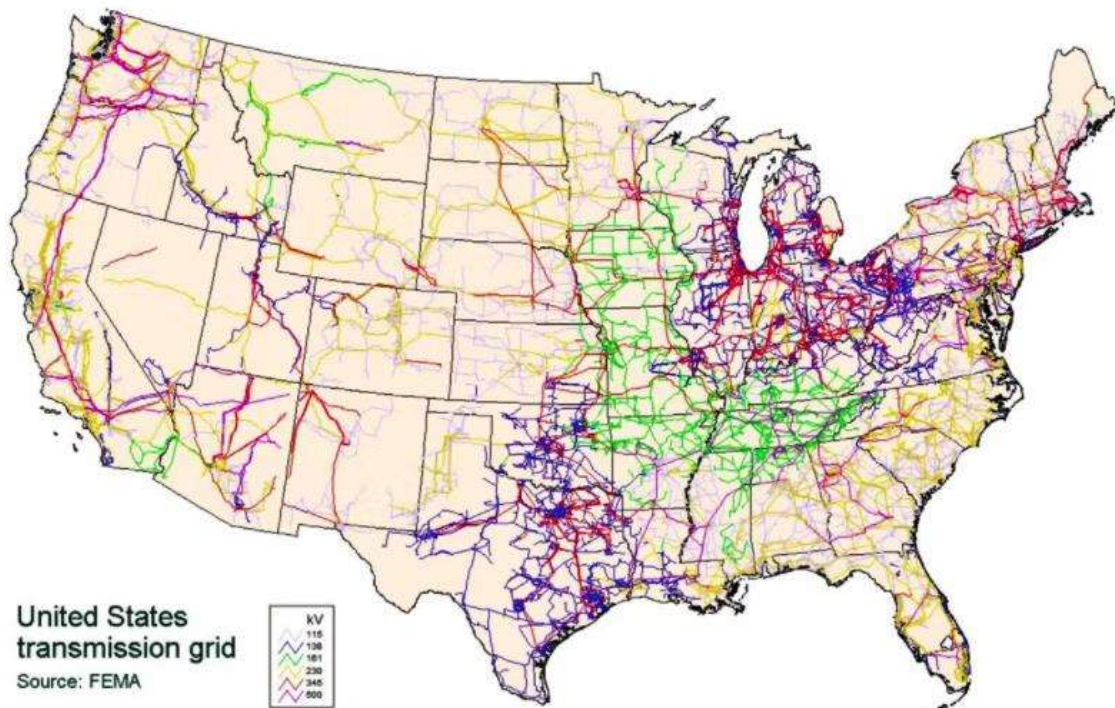 United States
transmission grid
Source: FEMA
kV
115
138
161
230
345
500